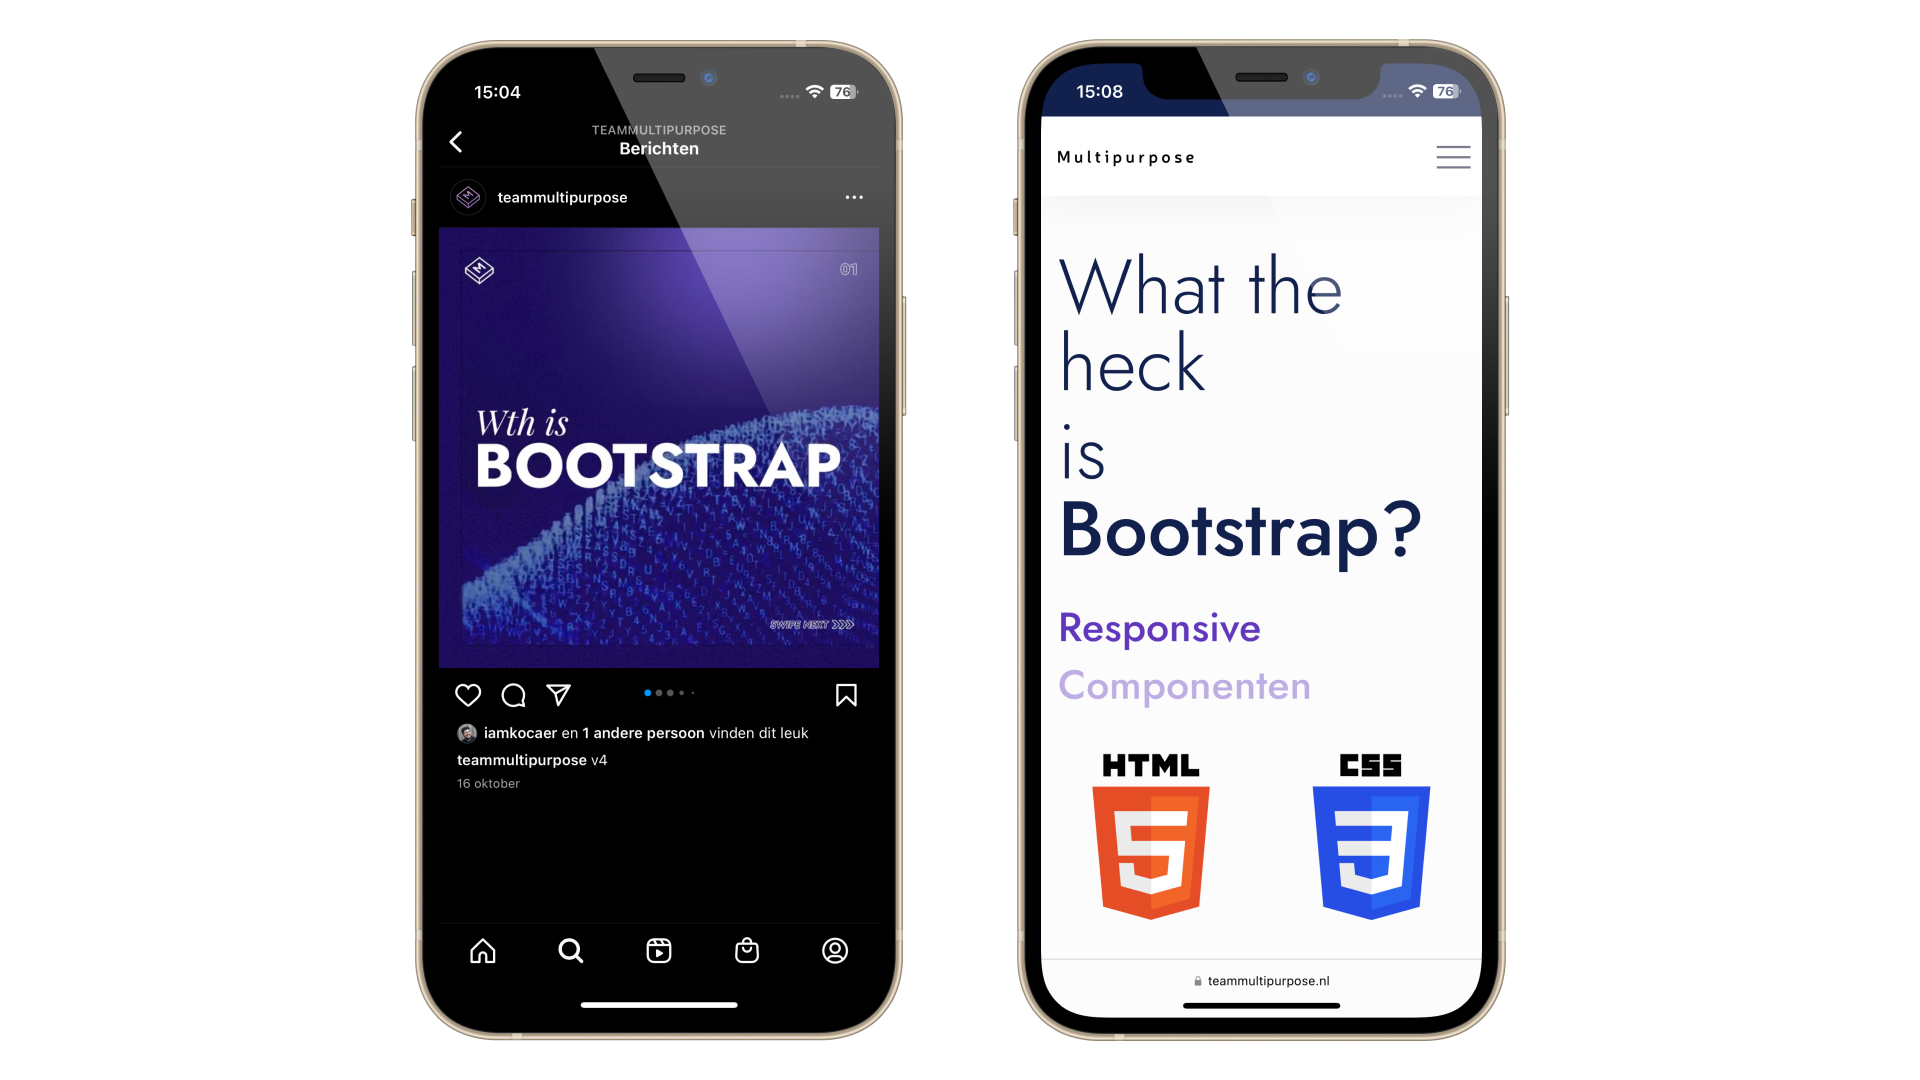 15:04
76
TEAMMULTIPURPOSE
Berichten
teammultipurpose
M
01
Wth is
BOOTSTRAP
SWIPE NEXT >>>
iamkocaer en 1 andere persoon vinden dit leuk
teammultipurpose v4
16 oktober
15:08
76
Multipurpose
What the
heck
is
Bootstrap?
Responsive
Componenten
HTML
5
CSS
3
teammultipurpose.nl